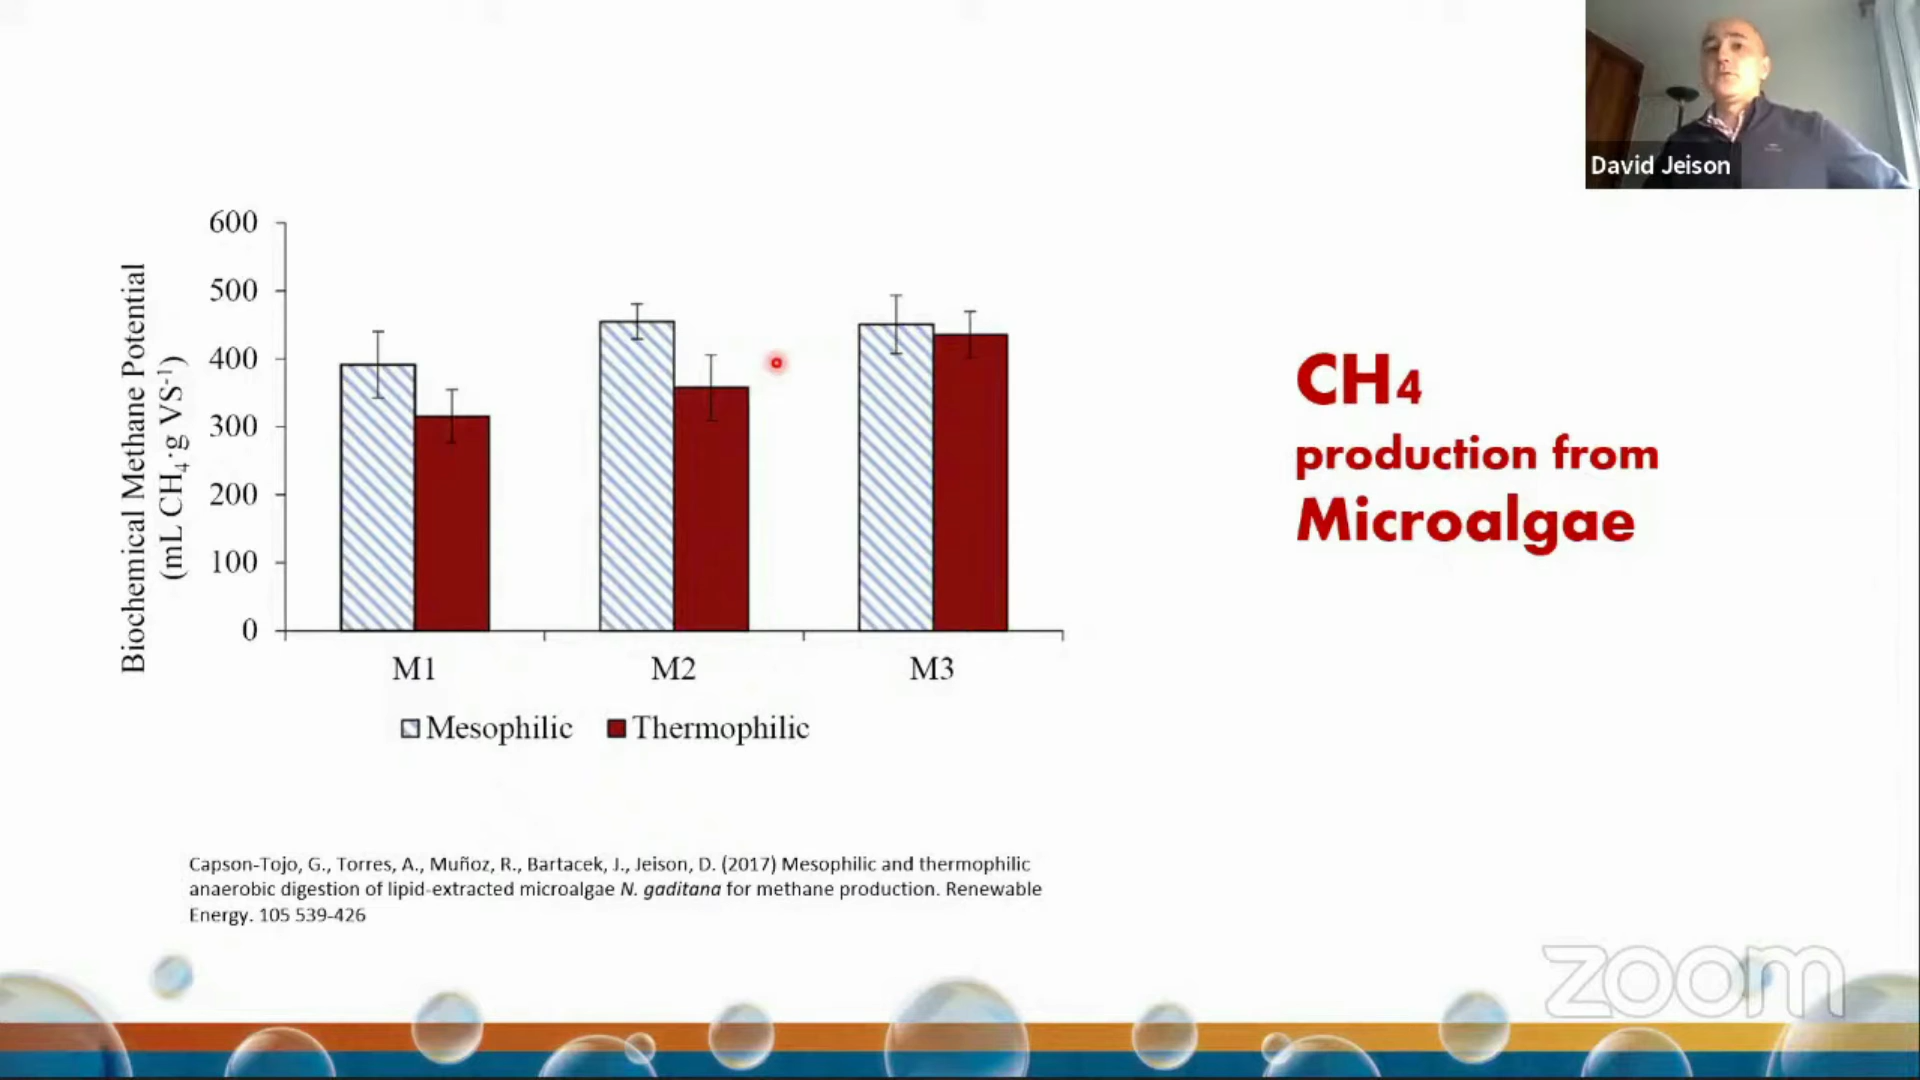 David Jeison
600
500
400
300
200
100
0
Biochemical Methane Potential
(mL CH₄·g VS⁻¹)
M1 M2 M3
Mesophilic Thermophilic
CH4
production from
Microalgae
Capson-Tojo, G., Torres, A., Muñoz, R., Bartacek, J., Jeison, D. (2017) Mesophilic and thermophilic
anaerobic digestion of lipid-extracted microalgae N. gaditana for methane production. Renewable
Energy. 105 539-426
zoom